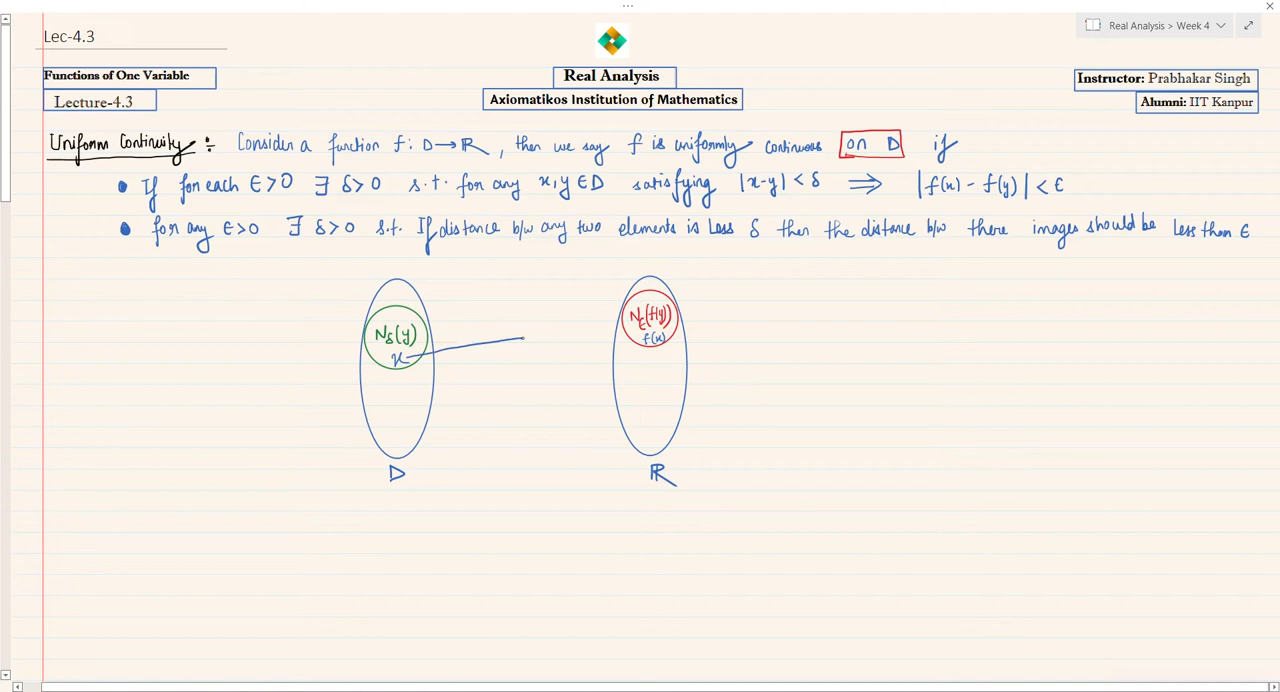 Lec-4.3
Real Analysis > Week 4
Functions of One Variable
Real Analysis
Instructor: Prabhakar Singh
Lecture-4.3
Axiomatikos Institution of Mathematics
Alumni: IIT Kanpur
Uniform Continuity ÷ Consider a function f: D→ℝ, then we say f is uniformly continuous on D if
• If for each ε>0 ∃ δ>0 s.t. for any x,y ∈ D satisfying |x-y| < δ ⟹ |f(x) - f(y)| < ε
• for any ε>0 ∃ δ>0 s.t. If distance b/w any two elements is less δ then the distance b/w there images should be less than ε
N_δ(y)
x
N_ε(f(y))
f(x)
D
ℝ